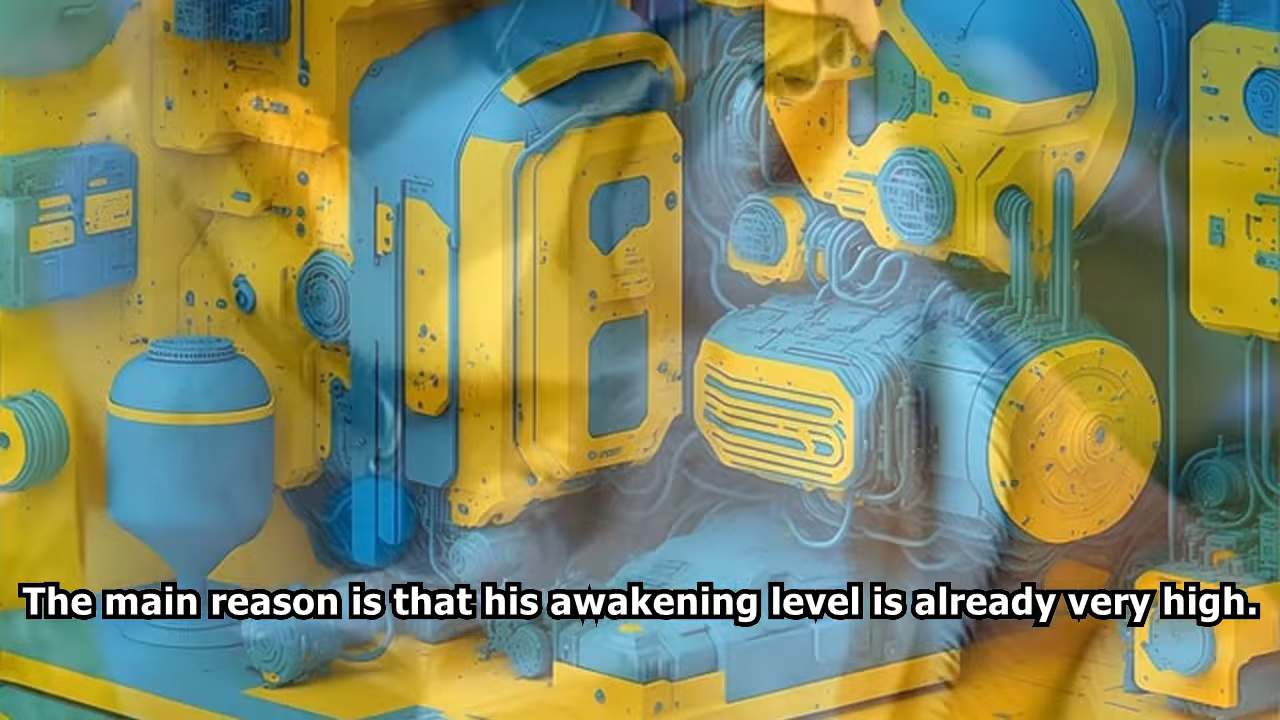 The main reason is that his awakening level is already very high.